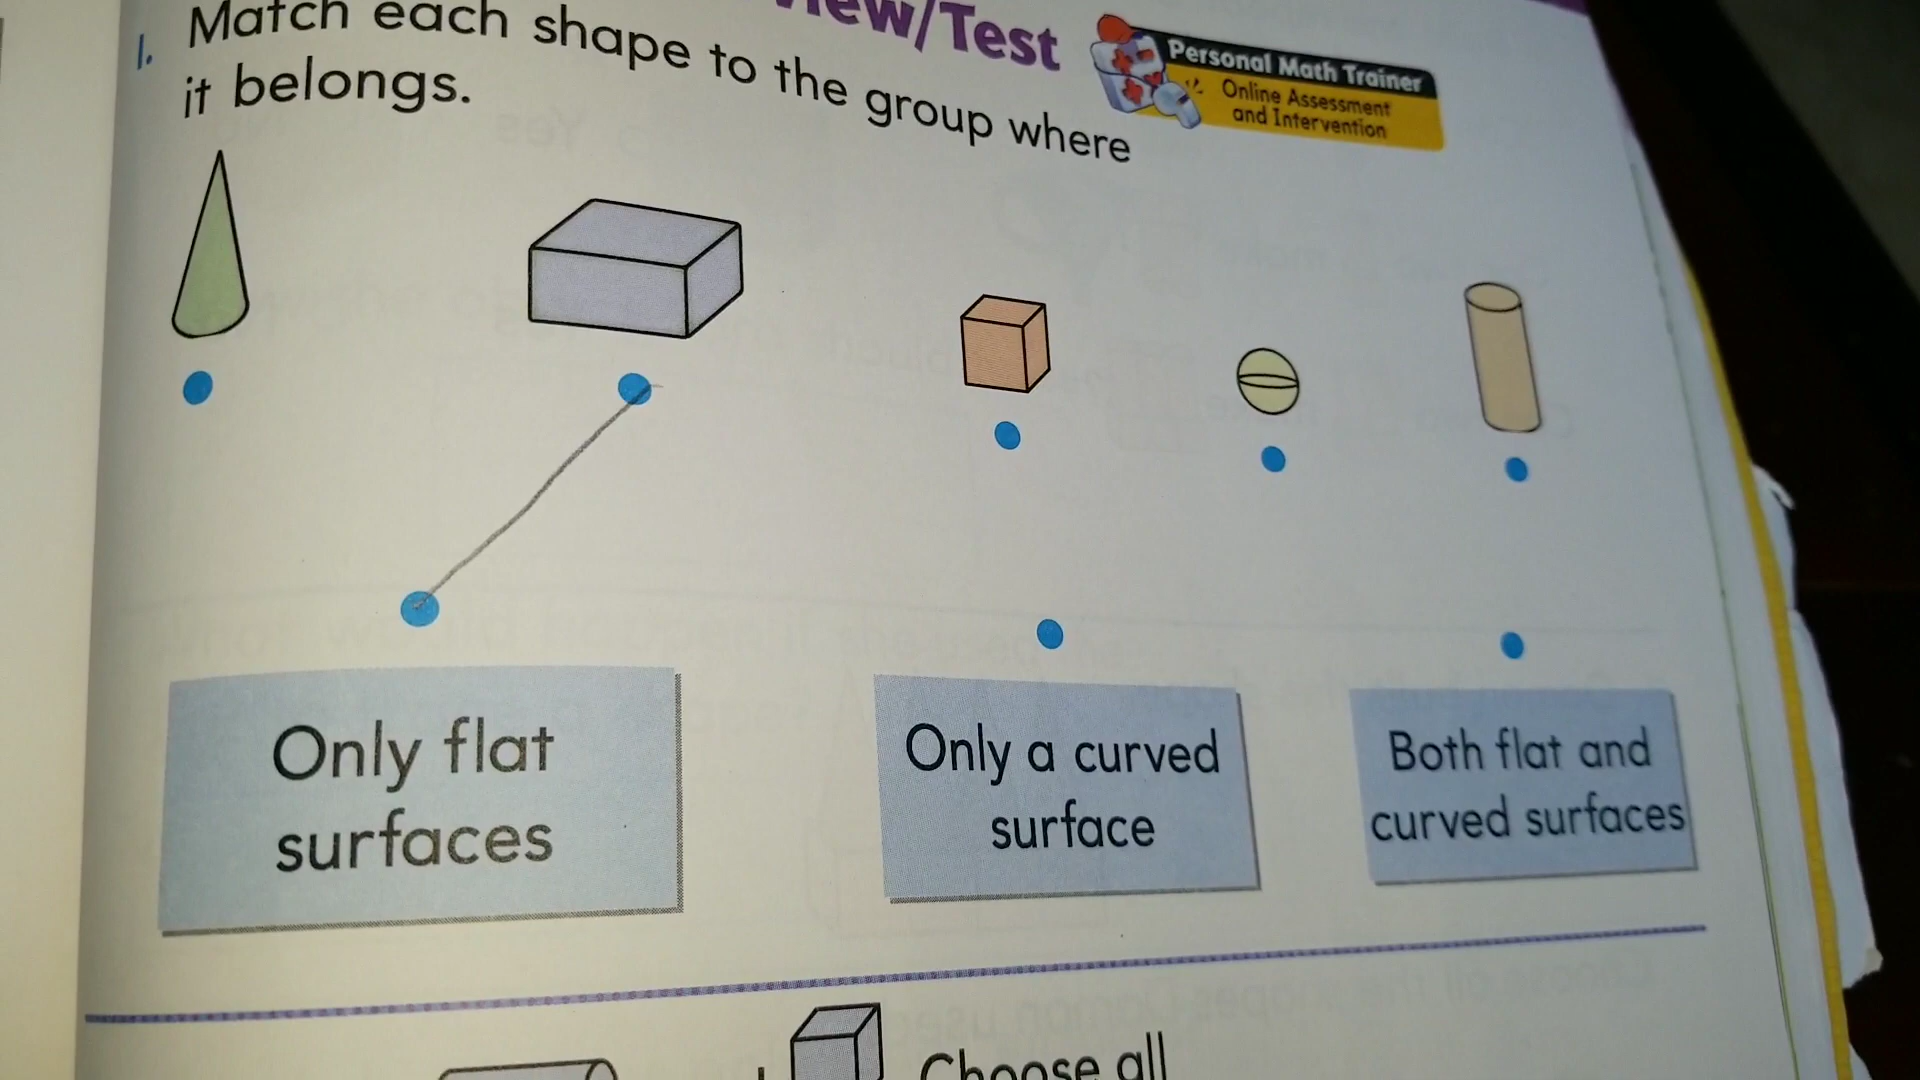 /Test
Personal Math Trainer
Online Assessment
and Intervention
1. Match each shape to the group where
it belongs.
Only flat
surfaces
Only a curved
surface
Both flat and
curved surfaces
Choose all